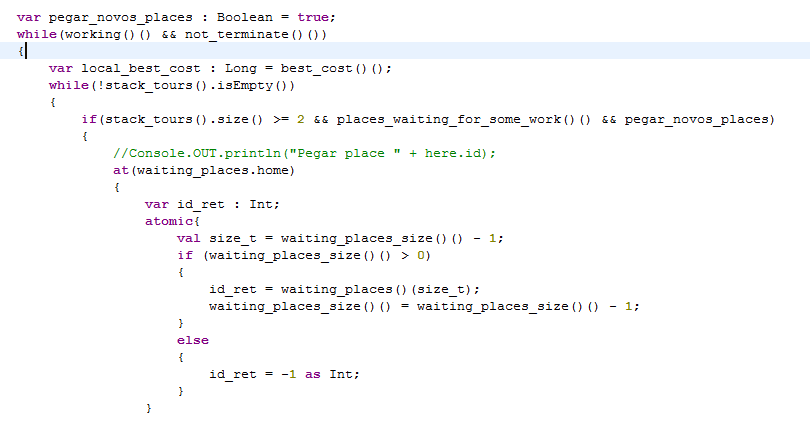 var pegar_novos_places : Boolean = true;
while(working()() && not_terminate()())
{
    var local_best_cost : Long = best_cost()();
    while(!stack_tours().isEmpty())
    {
        if(stack_tours().size() >= 2 && places_waiting_for_some_work()() && pegar_novos_places)
        {
            //Console.OUT.println("Pegar place " + here.id);
            at(waiting_places.home)
            {
                var id_ret : Int;
                atomic{
                    val size_t = waiting_places_size()() - 1;
                    if (waiting_places_size()() > 0)
                    {
                        id_ret = waiting_places()(size_t);
                        waiting_places_size()() = waiting_places_size()() - 1;
                    }
                    else
                    {
                        id_ret = -1 as Int;
                    }
                }